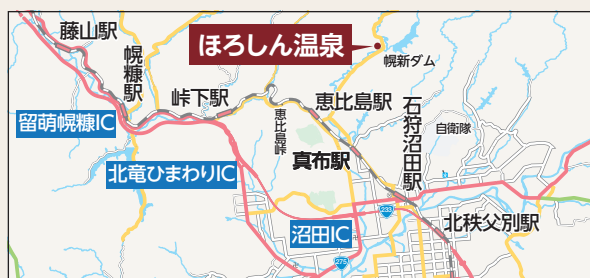 藤山駅
ほろしん温泉
幌新ダム
幌糠駅
峠下駅
恵比島駅
石狩沼田駅
留萌幌糠IC
恵比島峠
自衛隊
真布駅
北竜ひまわりIC
233
北秩父別駅
沼田IC
275